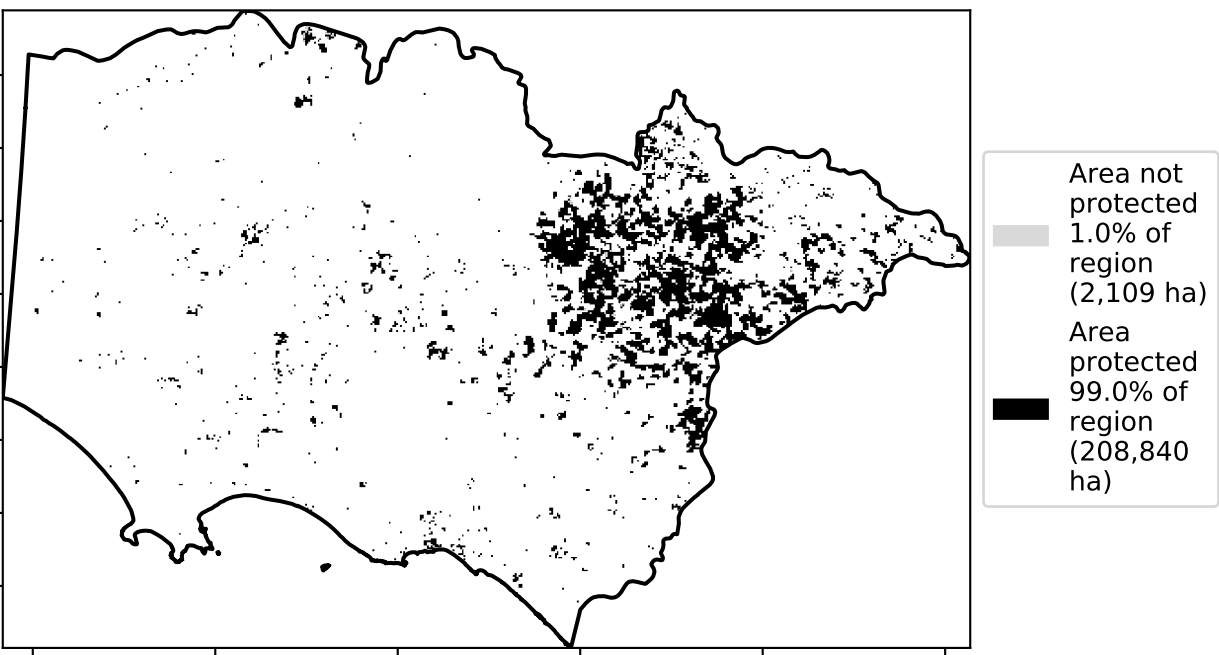 Area not
protected
1.0% of
region
(2,109 ha)
Area
protected
99.0% of
region
(208,840
ha)